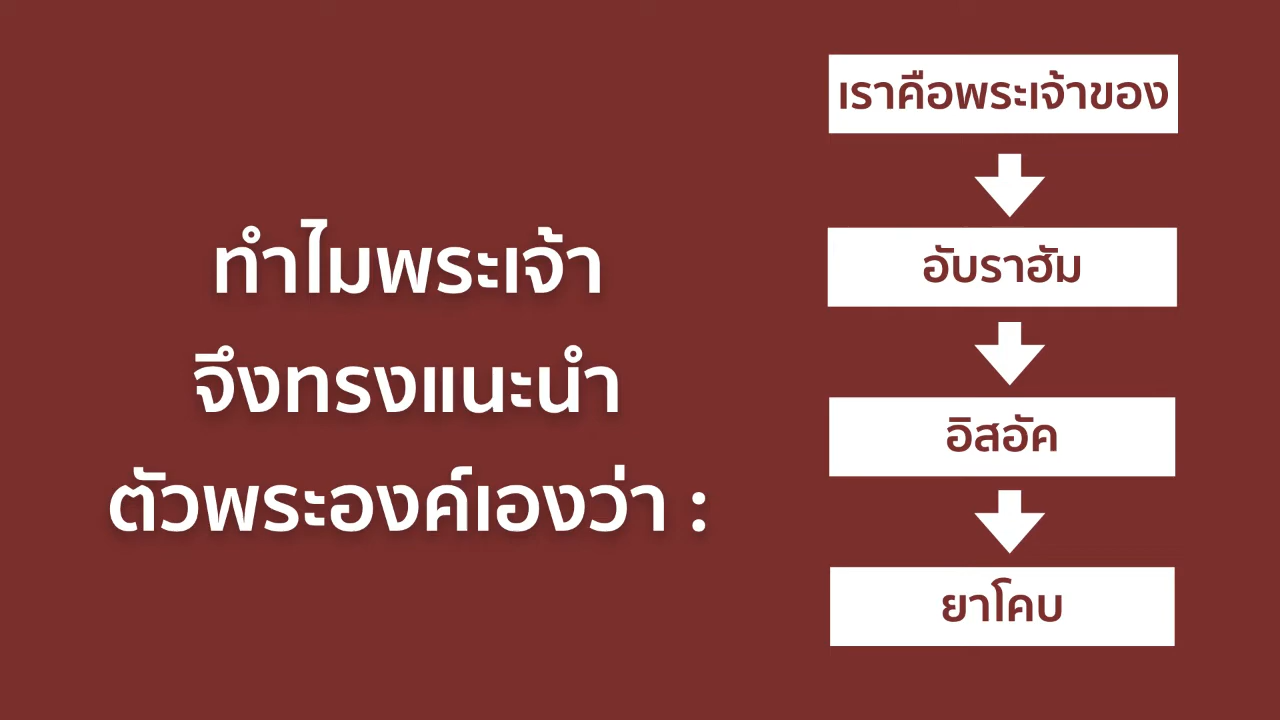 ทำไมพระเจ้า
จึงทรงแนะนำ
ตัวพระองค์เองว่า :
เราคือพระเจ้าของ
อับราฮัม
อิสอัค
ยาโคบ